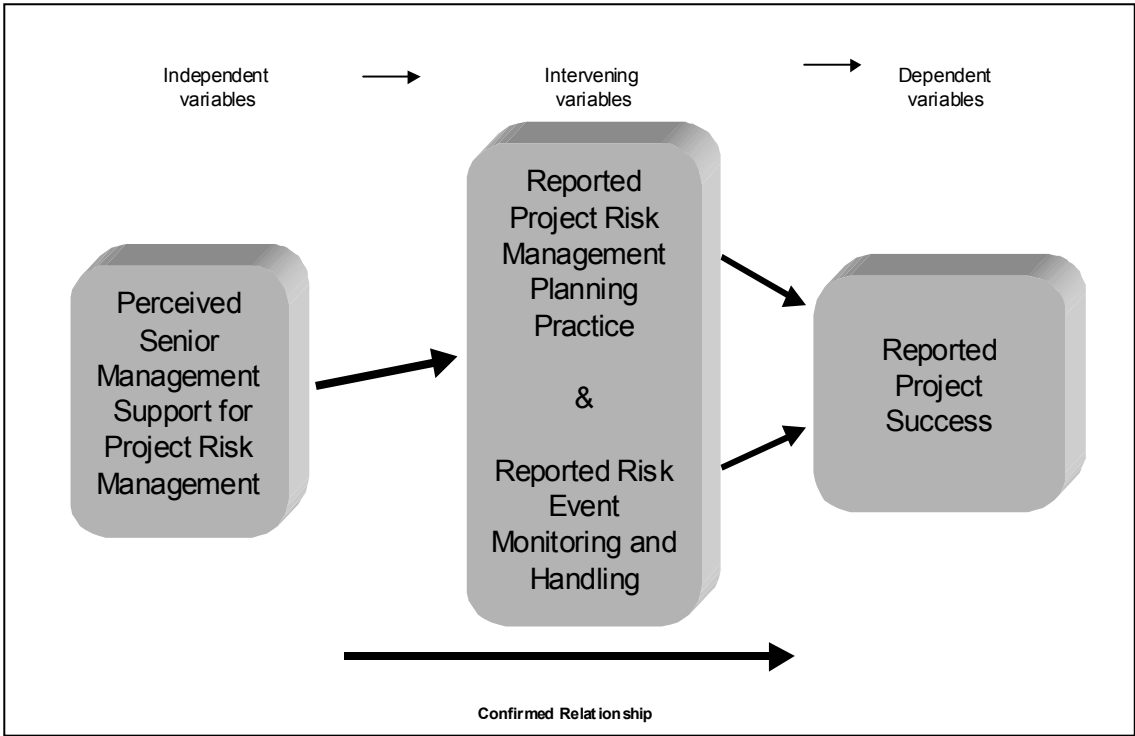 Independent
variables
Intervening
variables
Dependent
variables
Perceived
Senior
Management
Support for
Project Risk
Management
Reported
Project Risk
Management
Planning
Practice
&
Reported Risk
Event
Monitoring and
Handling
Reported
Project
Success
Confirmed Relationship